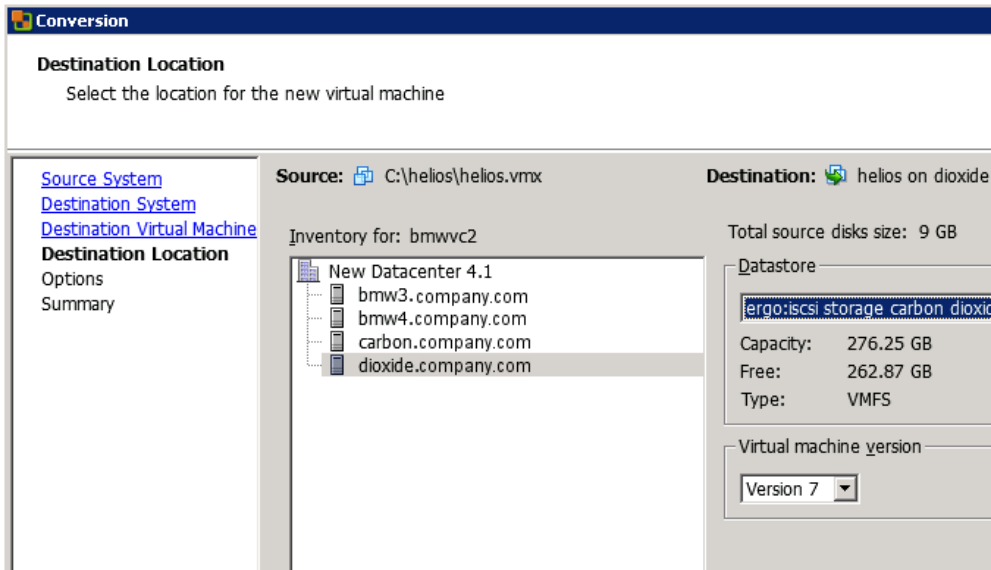 Conversion
Destination Location
Select the location for the new virtual machine
Source System
Destination System
Destination Virtual Machine
Destination Location
Options
Summary
Source: C:\helios\helios.vmx
Destination: helios on dioxide
Inventory for: bmwvc2
New Datacenter 4.1
bmw3.company.com
bmw4.company.com
carbon.company.com
dioxide.company.com
Total source disks size: 9 GB
Datastore
ergo:iscsi storage carbon
Capacity: 276.25 GB
Free: 262.87 GB
Type: VMFS
Virtual machine version
Version 7